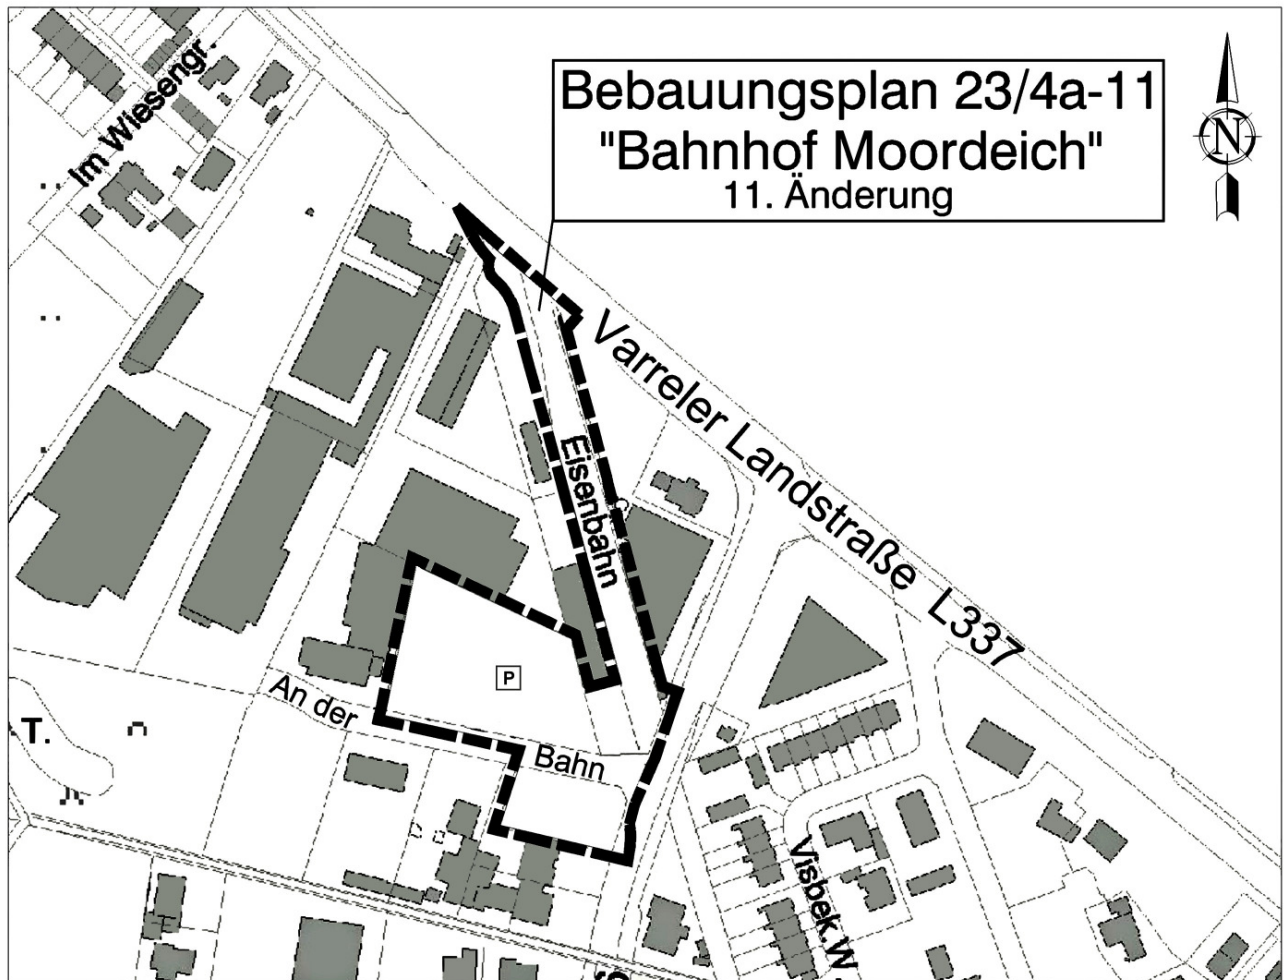 Bebauungsplan 23/4a-11
"Bahnhof Moordeich"
11. Änderung
N
Im Wiesengr.
Varreler Landstraße L337
Eisenbahn
P
An der Bahn
T.
Visbek.W